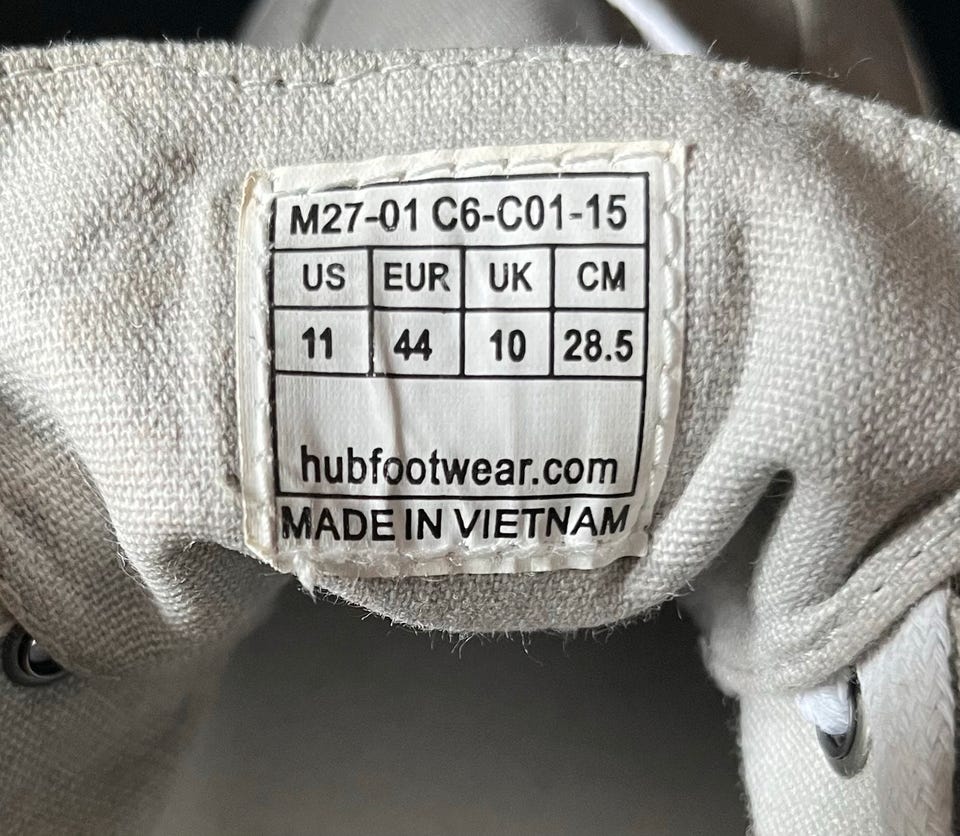 M27-01 C6-C01-15
US EUR UK CM
11 44 10 28.5
hubfootwear.com
MADE IN VIETNAM